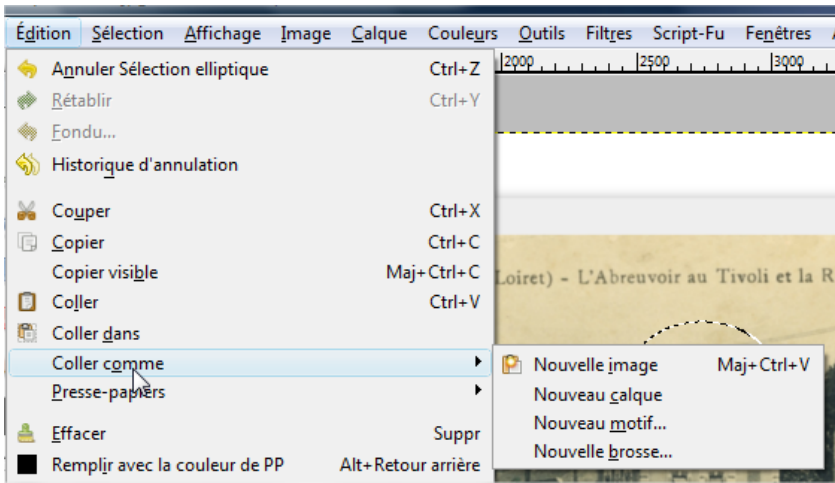 Édition Sélection Affichage Image Calque Couleurs Outils Filtres Script-Fu Fenêtres
2000 2500 3000
Annuler Sélection elliptique Ctrl+Z
Rétablir Ctrl+Y
Fondu...
Historique d'annulation
Couper Ctrl+X
Copier Ctrl+C
Copier visible Maj+Ctrl+C
Coller Ctrl+V
Coller dans
Coller comme
Presse-papiers
Effacer Suppr
Remplir avec la couleur de PP Alt+Retour arrière
Loiret) - L'Abreuvoir au Tivoli et la R
Nouvelle image Maj+Ctrl+V
Nouveau calque
Nouveau motif...
Nouvelle brosse...